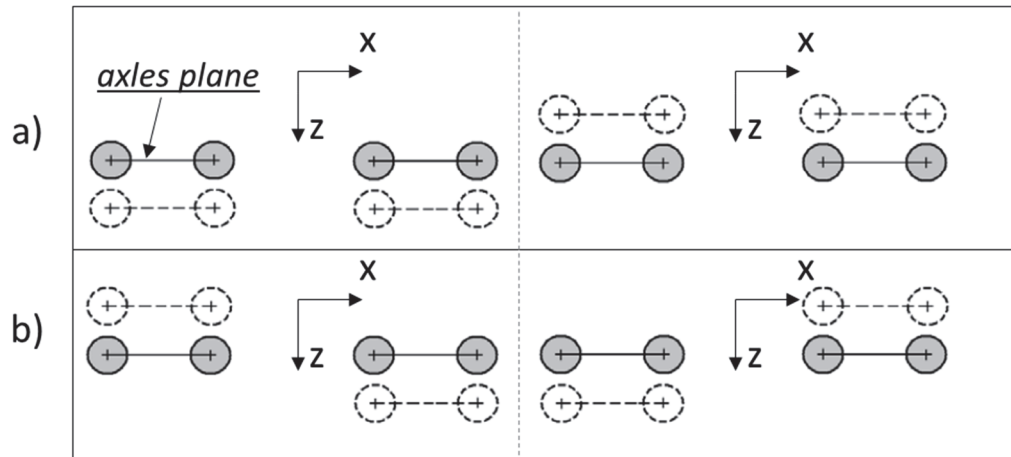 X X
axles plane
a) Z Z
X X
b) Z Z